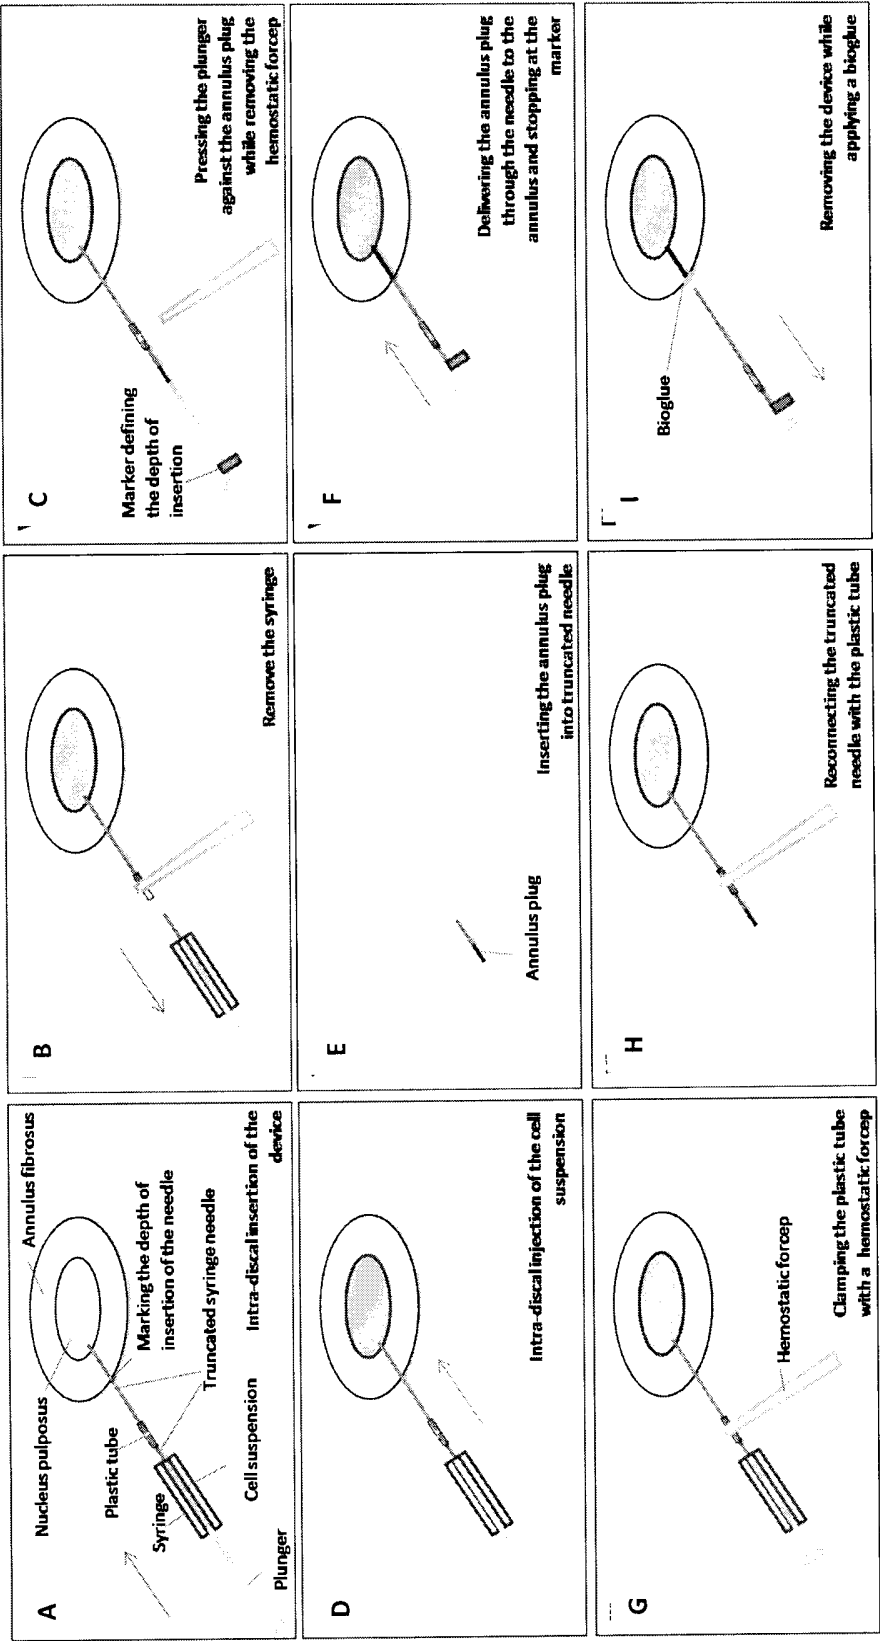 A
Annulus fibrosus
Nucleus pulposus
Marking the depth of
insertion of the needle
Plastic tube
Truncated syringe needle
Syringe
Cell suspension
Plunger
Intra-discal insertion of the
device
B
Remove the syringe
C
Marker defining
the depth of
insertion
Pressing the plunger
against the annulus plug
while removing the
hemostatic forcep
D
Intra-discal injection of the cell
suspension
E
Annulus plug
Inserting the annulus plug
into truncated needle
F
Delivering the annulus plug
through the needle to the
annulus and stopping at the
marker
G
Hemostatic forcep
Clamping the plastic tube
with a hemostatic forcep
H
Reconnecting the truncated
needle with the plastic tube
I
Bioglue
Removing the device while
applying a bioglue